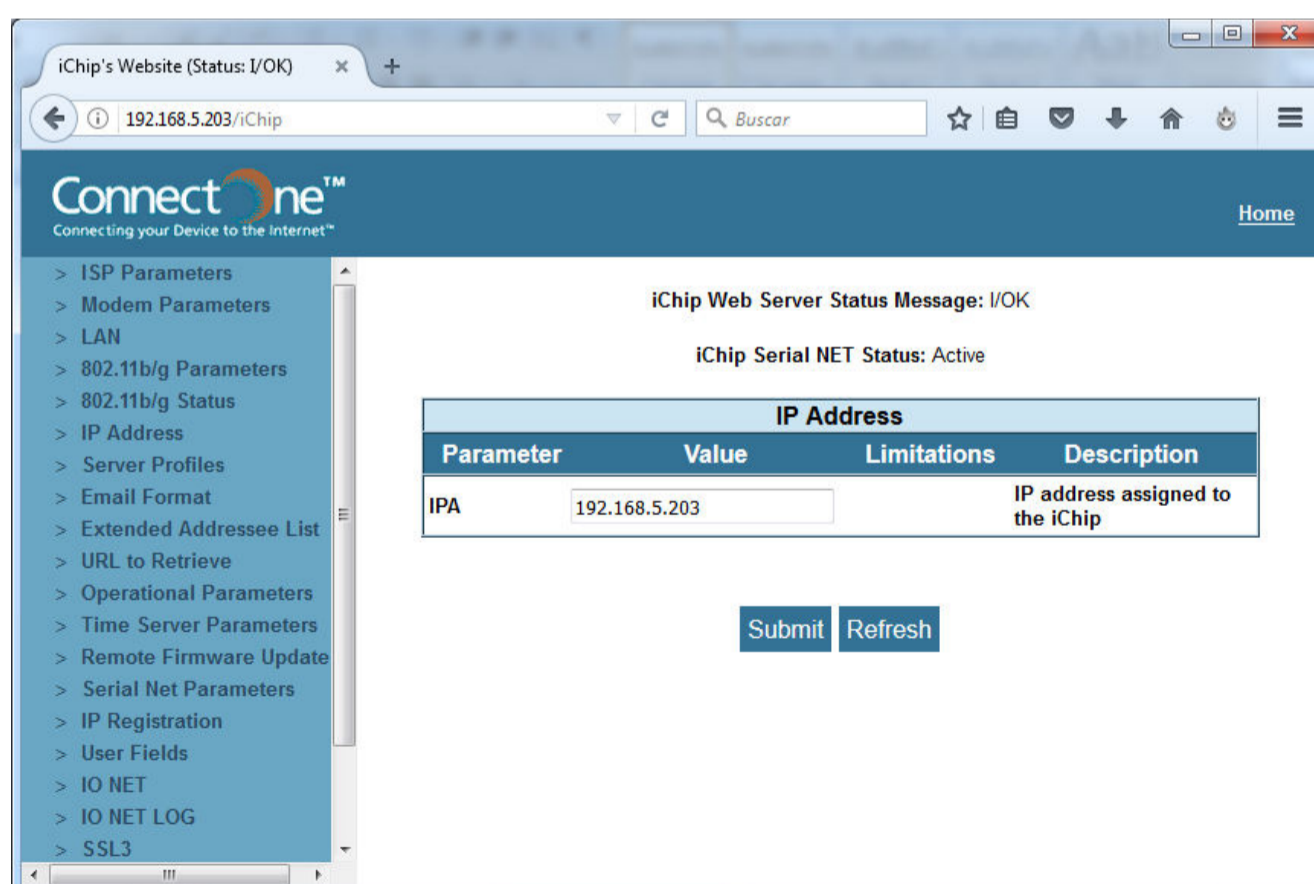 iChip's Website (Status: I/OK)
192.168.5.203/iChip
Buscar
ConnectOne™
Connecting your Device to the Internet™
Home
> ISP Parameters
> Modem Parameters
> LAN
> 802.11b/g Parameters
> 802.11b/g Status
> IP Address
> Server Profiles
> Email Format
> Extended Addressee List
> URL to Retrieve
> Operational Parameters
> Time Server Parameters
> Remote Firmware Update
> Serial Net Parameters
> IP Registration
> User Fields
> IO NET
> IO NET LOG
> SSL3
iChip Web Server Status Message: I/OK
iChip Serial NET Status: Active
IP Address
Parameter Value Limitations Description
IPA 192.168.5.203 IP address assigned to
the iChip
Submit Refresh